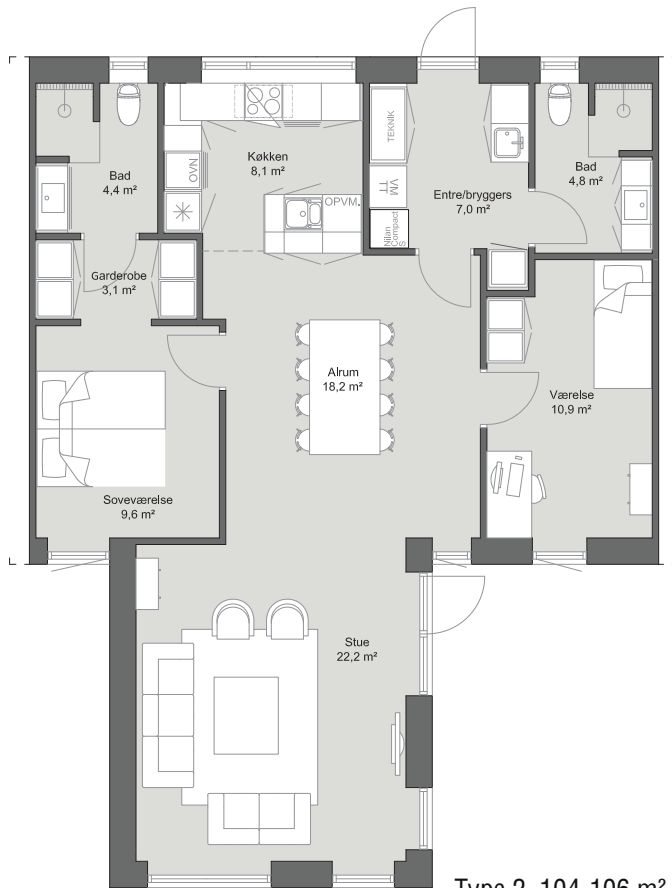 TEKNIK
Køkken
8,1 m²
OVN
Bad
4,4 m²
Bad
4,8 m²
VM
TT
Entre/bryggers
7,0 m²
OPVM.
Nilan
Compact
S
Garderobe
3,1 m²
Alrum
18,2 m²
Værelse
10,9 m²
Soveværelse
9,6 m²
Stue
22,2 m²
Type 2, 104-106 m²